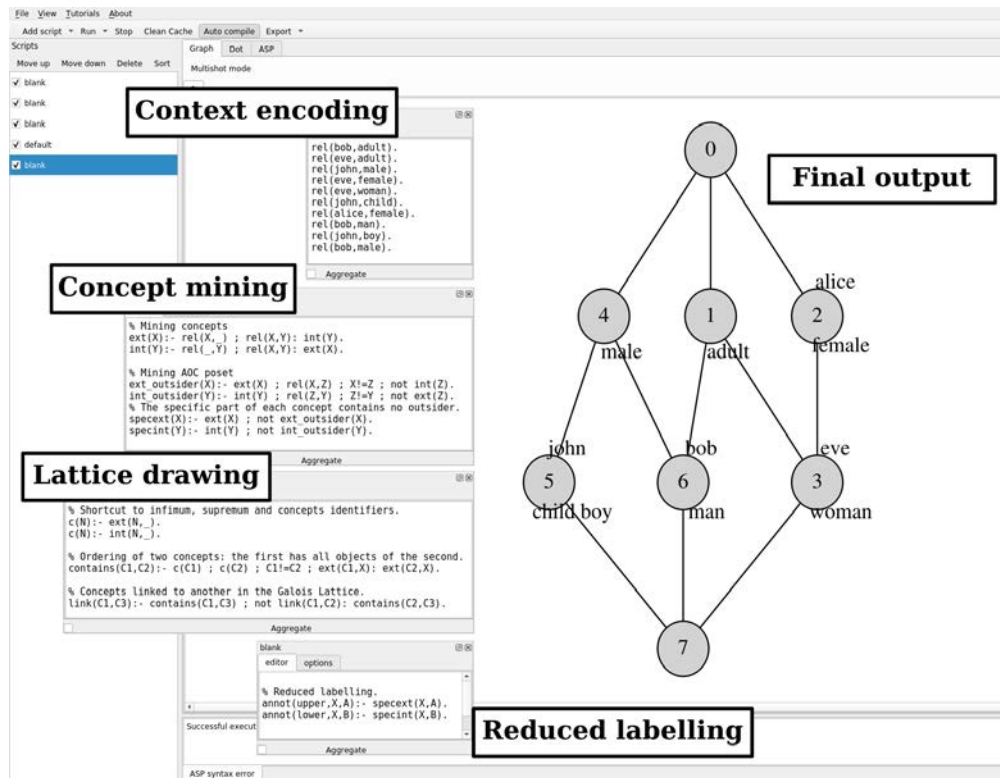 File View Tutorials About
Add script Run Stop Clean Cache Auto compile Export
Scripts
Move up Move down Delete Sort
blank
blank
blank
default
blank
Graph Dot ASP
Multishot mode
Context encoding
rel(bob,adult).
rel(eve,adult).
rel(john,male).
rel(eve,female).
rel(eve,woman).
rel(john,child).
rel(alice,female).
rel(bob,man).
rel(john,boy).
rel(bob,male).
Aggregate
Concept mining
% Mining concepts
ext(X):- rel(X,_) ; rel(X,Y): int(Y).
int(Y):- rel(_,Y) ; rel(X,Y): ext(X).
% Mining AOC poset
ext_outsider(X):- ext(X) ; rel(X,Z) ; X!=Z ; not int(Z).
int_outsider(Y):- int(Y) ; rel(Z,Y) ; Z!=Y ; not ext(Z).
% The specific part of each concept contains no outsider.
specext(X):- ext(X) ; not ext_outsider(X).
specint(Y):- int(Y) ; not int_outsider(Y).
Aggregate
Lattice drawing
% Shortcut to infimum, supremum and concepts identifiers.
c(N):- ext(N,_).
c(N):- int(N,_).
% Ordering of two concepts: the first has all objects of the second.
contains(C1,C2):- c(C1) ; c(C2) ; C1!=C2 ; ext(C1,X): ext(C2,X).
% Concepts linked to another in the Galois Lattice.
link(C1,C3):- contains(C1,C3) ; not link(C1,C2): contains(C2,C3).
Aggregate
blank
editor options
% Reduced labelling.
annot(upper,X,A):- specext(X,A).
annot(lower,X,B):- specint(X,B).
Aggregate
Reduced labelling
Successful execut
ASP syntax error
Final output
0
alice
4 1 2
male adult female
john bob eve
5 6 3
child boy man woman
7